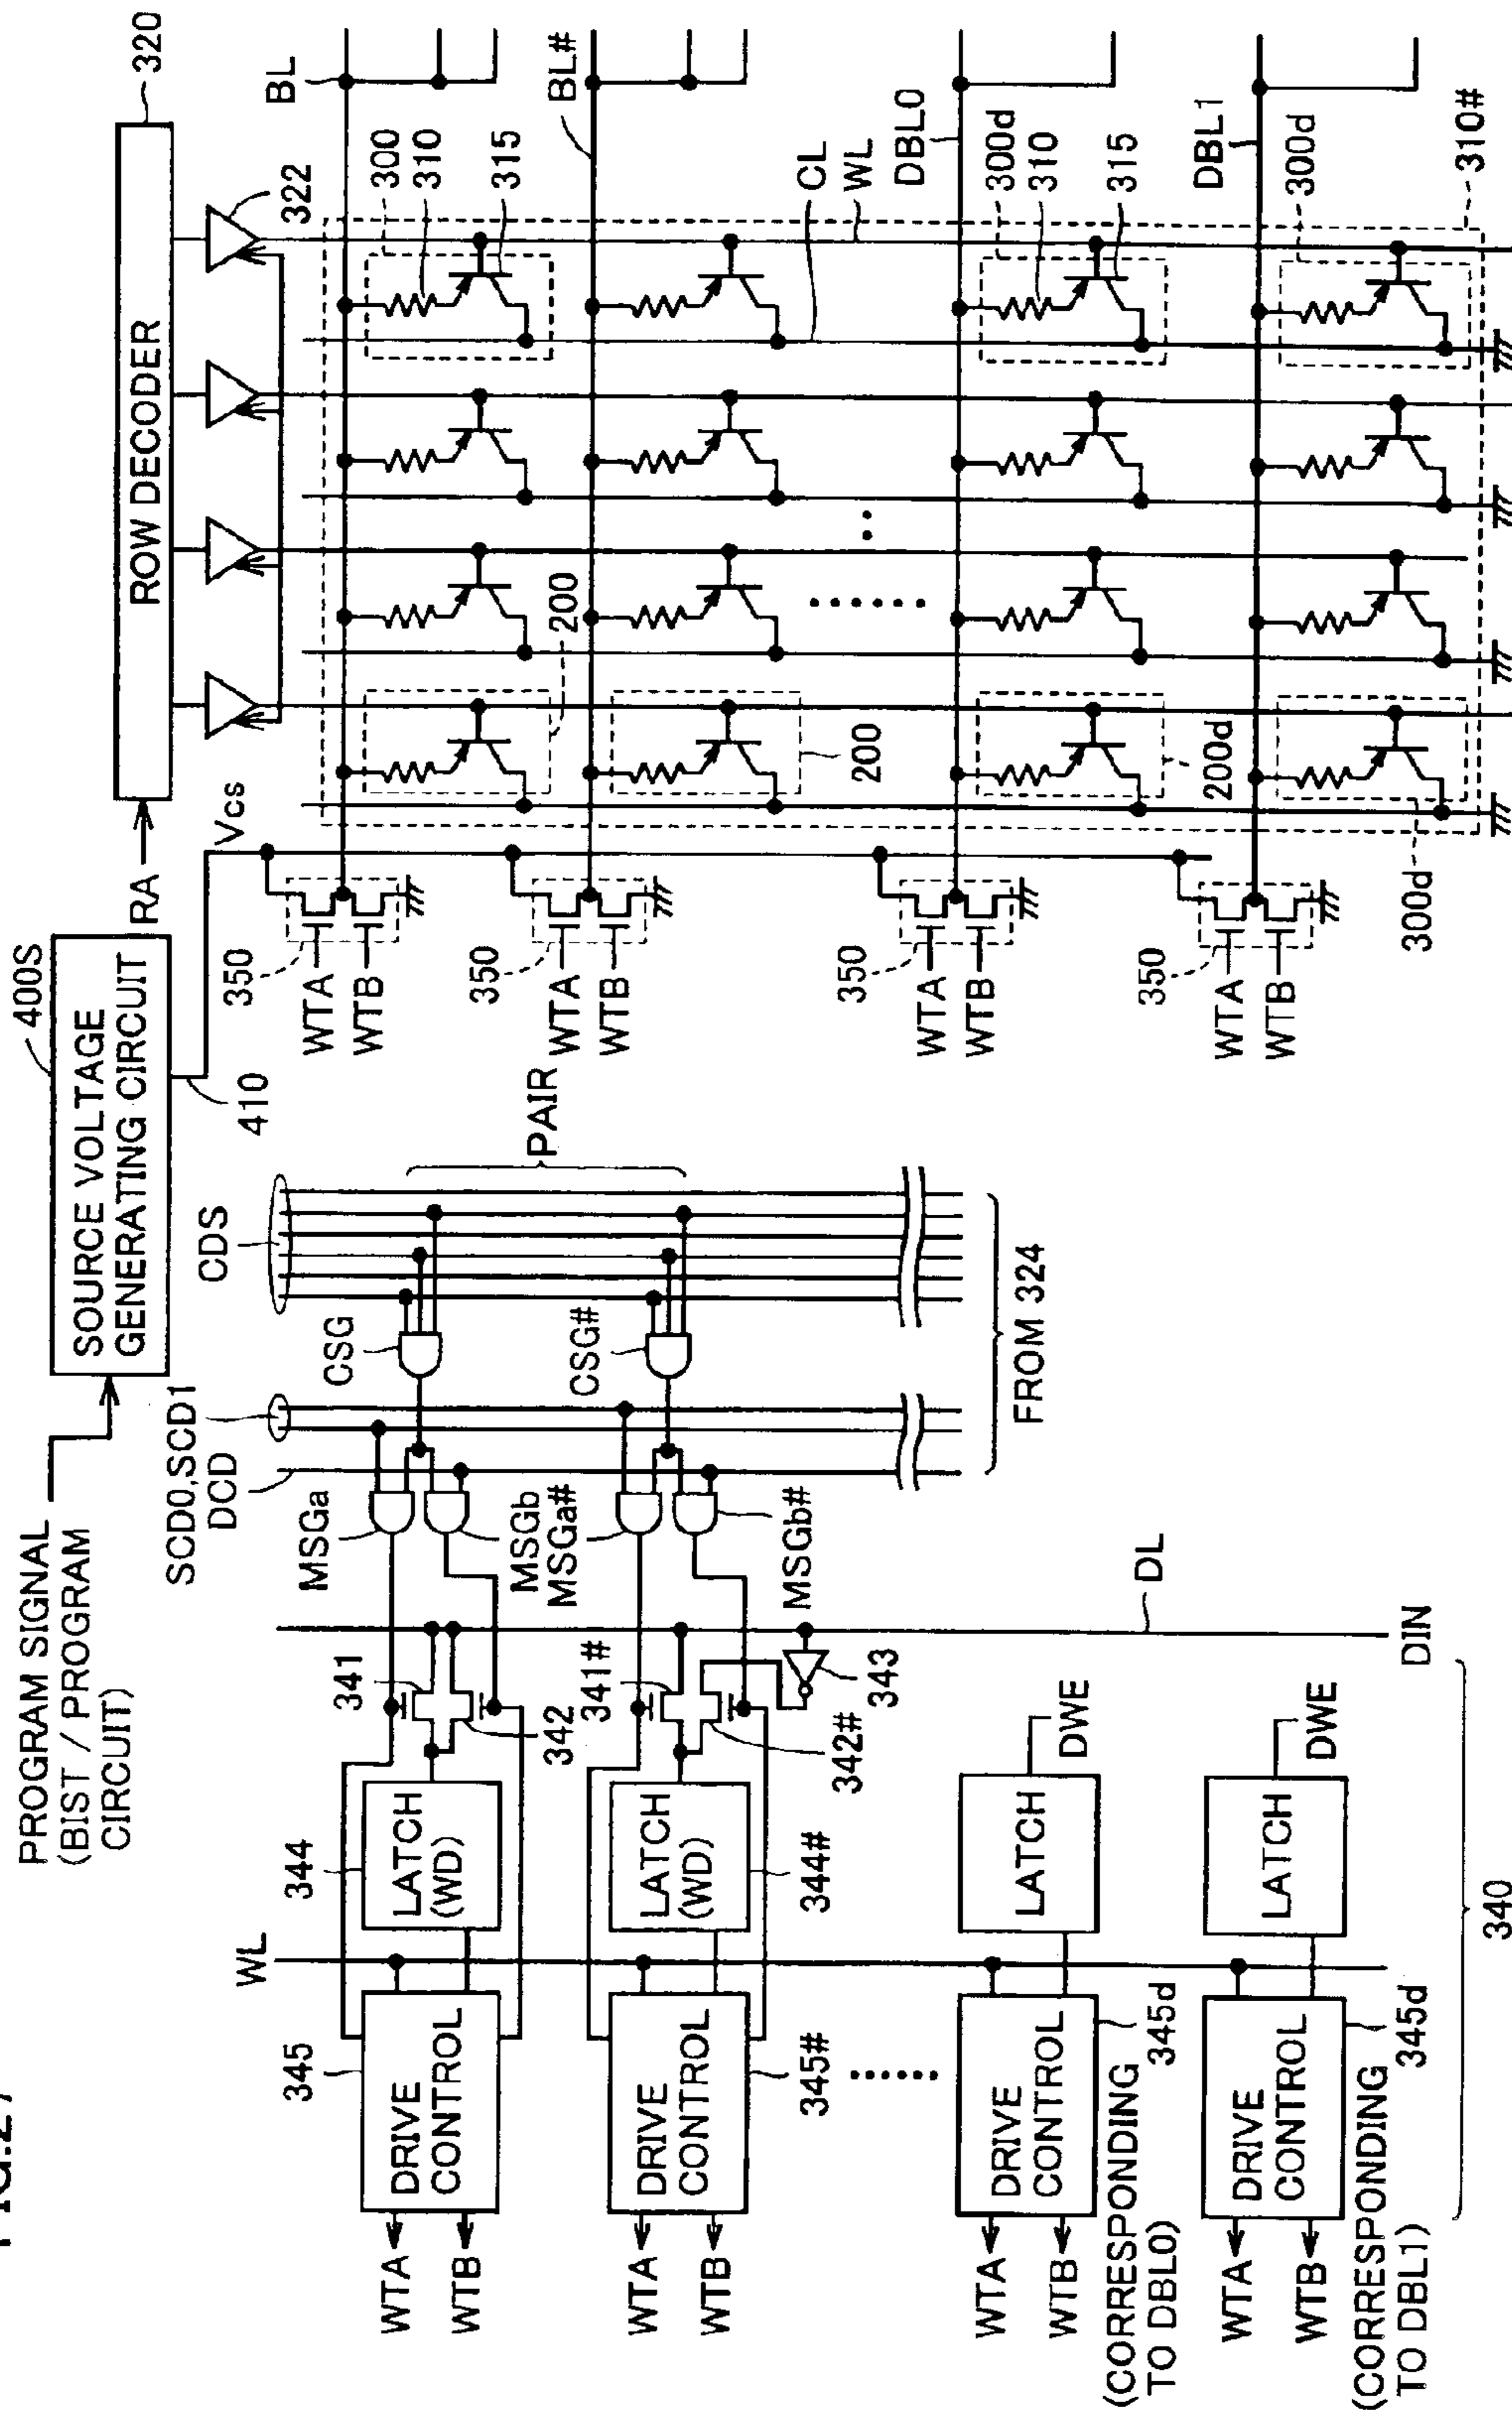 PROGRAM SIGNAL
(BIST / PROGRAM
CIRCUIT)
SOURCE VOLTAGE
GENERATING CIRCUIT
400S
410
RA
ROW DECODER
320
322
Vcs
SCD0,SCD1
DCD
CDS
WL
345
344
341
342
MSGa
MSGb
CSG
DRIVE
CONTROL
LATCH
(WD)
WTA
WTB
350
WTA
WTB
200
300
310
315
BL
PAIR
345#
344#
341#
342#
343
MSGa#
MSGb#
CSG#
DRIVE
CONTROL
LATCH
(WD)
WTA
WTB
350
WTA
WTB
200
BL#
CL
WL
FROM 324
DL
DIN
DRIVE
CONTROL
LATCH
DWE
WTA
WTB
345d
(CORRESPONDING
TO DBL0)
350
WTA
WTB
200d
300d
310
315
DBL0
DRIVE
CONTROL
LATCH
DWE
WTA
WTB
345d
(CORRESPONDING
TO DBL1)
350
WTA
WTB
300d
300d
DBL1
310#
340